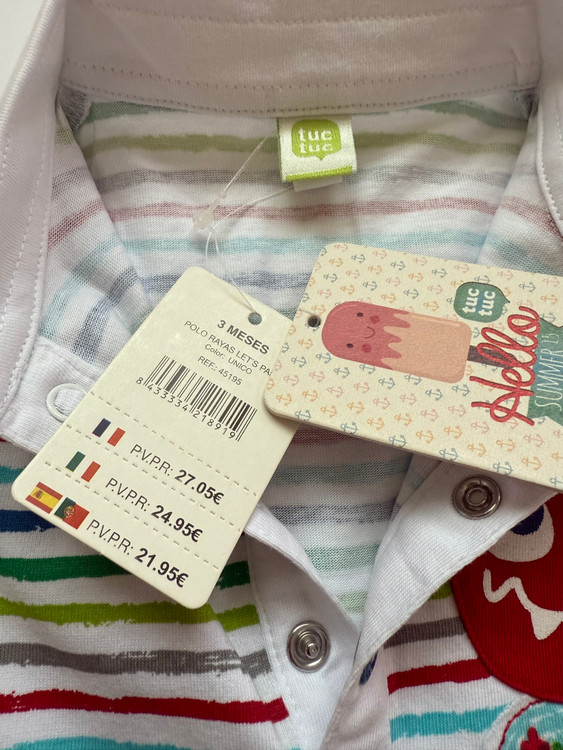 tuc
tuc
3 MESES
POLO RAYAS LET'S PA
Color: UNICO
REF.: 45195
8433334218919
P.V.P.R: 27.05€
P.V.P.R: 24.95€
P.V.P.R: 21.95€
tuc
tuc
Hello
SUMMER IS